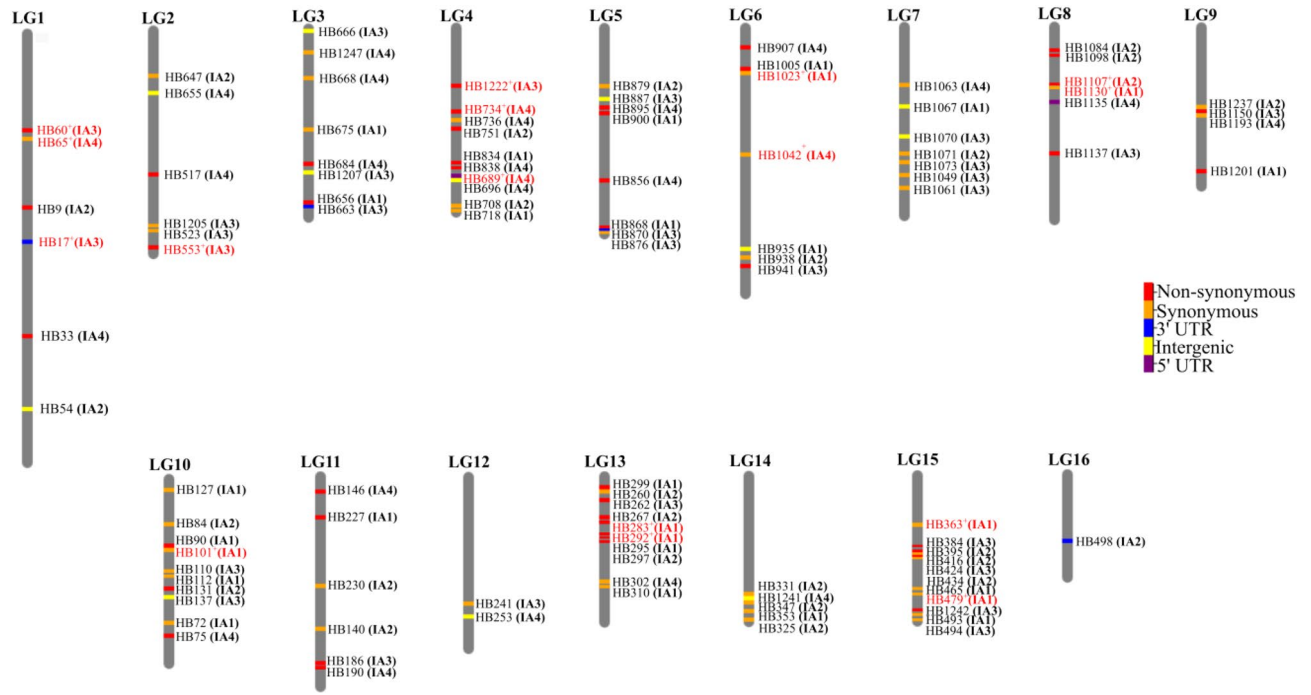 LG1
HB60+(IA3)
HB65+(IA4)
HB9 (IA2)
HB17+(IA3)
HB33 (IA4)
HB54 (IA2)
LG2
HB647 (IA2)
HB655 (IA4)
HB517 (IA4)
HB1205 (IA3)
HB523 (IA3)
HB553+(IA3)
LG3
HB666 (IA3)
HB1247 (IA4)
HB668 (IA4)
HB675 (IA1)
HB684 (IA4)
HB1207 (IA3)
HB656 (IA1)
HB663 (IA3)
LG4
HB1222+(IA3)
HB734+(IA4)
HB736 (IA4)
HB751 (IA2)
HB834 (IA1)
HB838 (IA4)
HB689+(IA4)
HB696 (IA4)
HB708 (IA2)
HB718 (IA1)
LG5
HB879 (IA2)
HB887 (IA3)
HB895 (IA4)
HB900 (IA1)
HB856 (IA4)
HB868 (IA1)
HB870 (IA3)
HB876 (IA3)
LG6
HB907 (IA4)
HB1005 (IA1)
HB1023+(IA1)
HB1042+(IA4)
HB935 (IA1)
HB938 (IA2)
HB941 (IA3)
LG7
HB1063 (IA4)
HB1067 (IA1)
HB1070 (IA3)
HB1071 (IA2)
HB1073 (IA3)
HB1049 (IA3)
HB1061 (IA3)
LG8
HB1084 (IA2)
HB1098 (IA2)
HB1107+(IA2)
HB1130+(IA1)
HB1135 (IA4)
HB1137 (IA3)
LG9
HB1237 (IA2)
HB1150 (IA3)
HB1193 (IA4)
HB1201 (IA1)
Non-synonymous
Synonymous
3' UTR
Intergenic
5' UTR
LG10
HB127 (IA1)
HB84 (IA2)
HB90 (IA1)
HB101+(IA1)
HB110 (IA3)
HB112 (IA1)
HB131 (IA2)
HB137 (IA3)
HB72 (IA1)
HB75 (IA4)
LG11
HB146 (IA4)
HB227 (IA1)
HB230 (IA2)
HB140 (IA2)
HB186 (IA3)
HB190 (IA4)
LG12
HB241 (IA3)
HB253 (IA4)
LG13
HB299 (IA1)
HB260 (IA2)
HB262 (IA3)
HB267 (IA2)
HB283+(IA1)
HB292+(IA1)
HB295 (IA1)
HB297 (IA2)
HB302 (IA4)
HB310 (IA1)
LG14
HB331 (IA2)
HB1241 (IA4)
HB347 (IA2)
HB353 (IA1)
HB325 (IA2)
LG15
HB363+(IA1)
HB384 (IA3)
HB395 (IA2)
HB416 (IA2)
HB424 (IA3)
HB434 (IA2)
HB465 (IA1)
HB479+(IA1)
HB1242 (IA3)
HB493 (IA1)
HB494 (IA3)
LG16
HB498 (IA2)